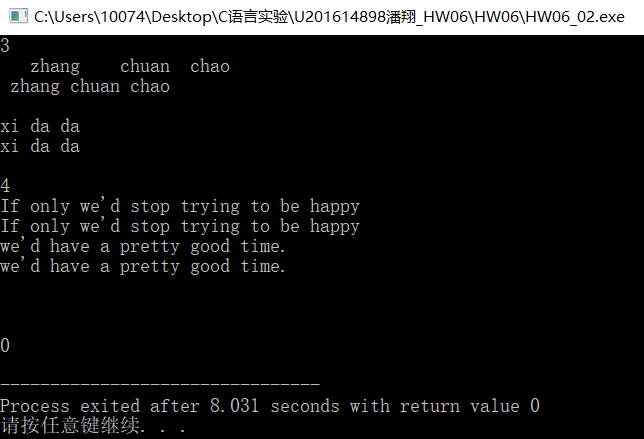 C:\Users\10074\Desktop\C语言实验\U201614898潘翔_HW06\HW06\HW06_02.exe
3
   zhang    chuan  chao
 zhang chuan chao

xi da da
xi da da

4
If only we'd stop trying to be happy
If only we'd stop trying to be happy
we'd have a pretty good time.
we'd have a pretty good time.



0

--------------------------------
Process exited after 8.031 seconds with return value 0
请按任意键继续. . .